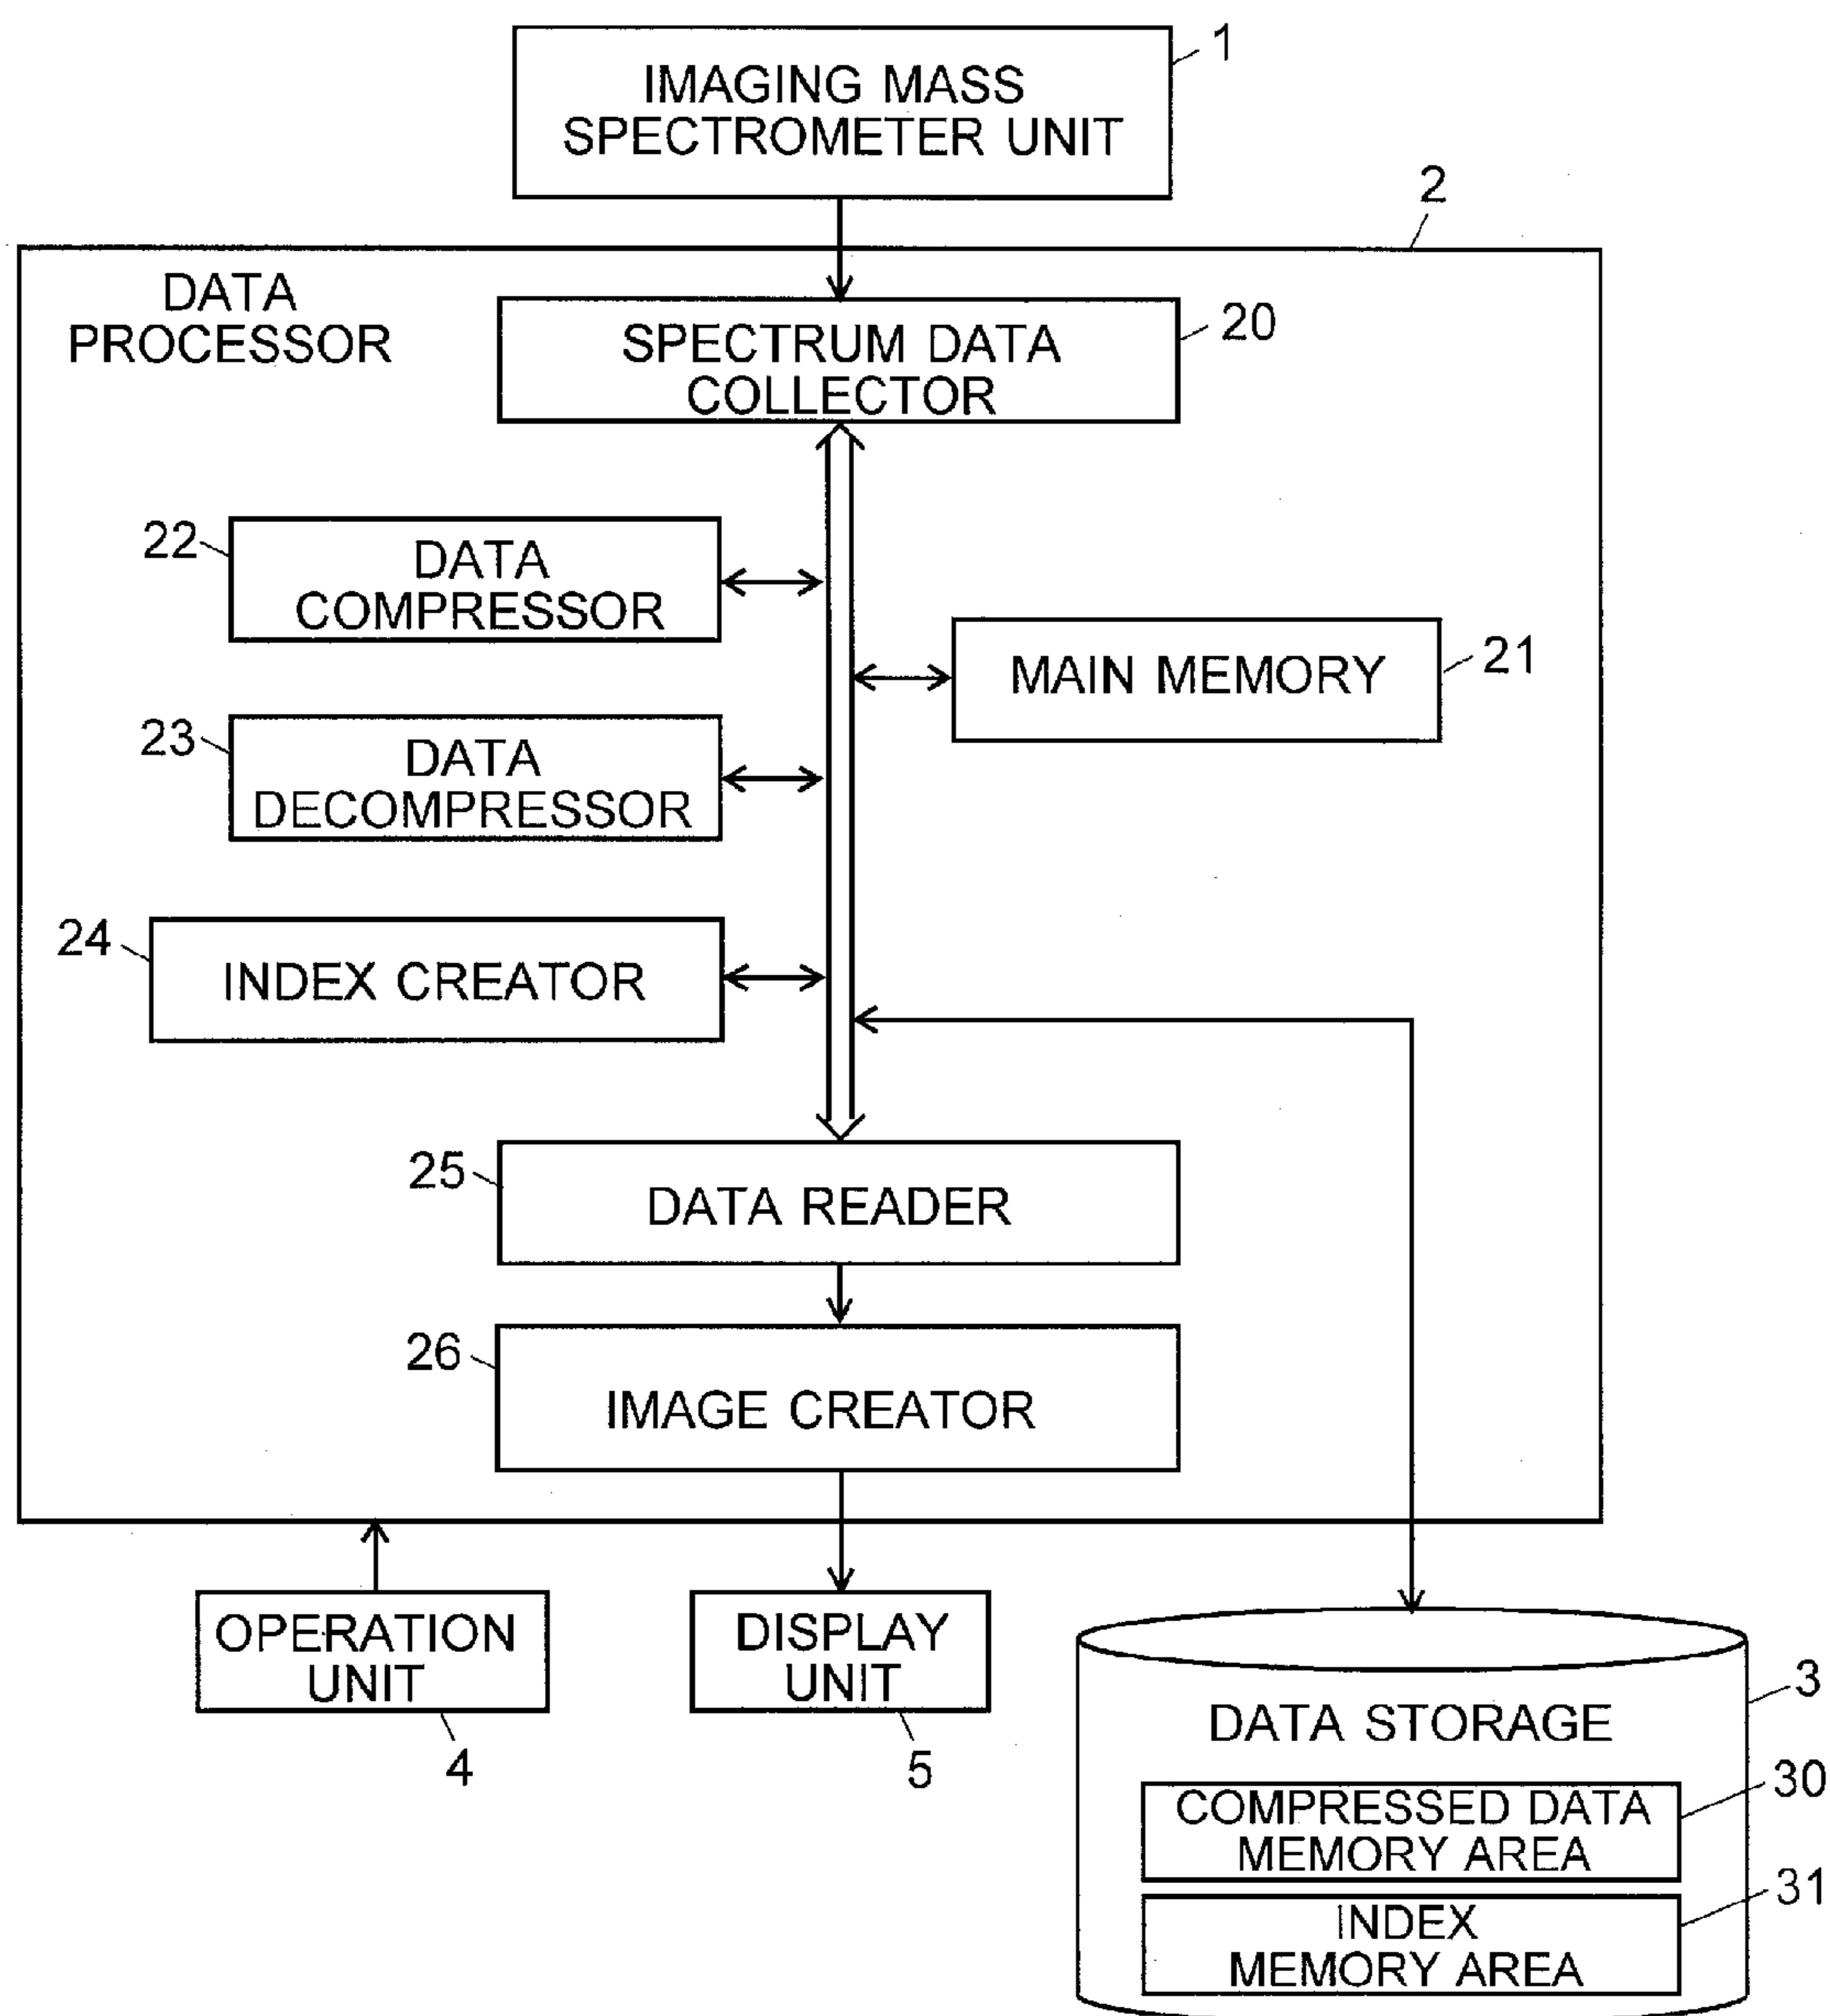 1
IMAGING MASS
SPECTROMETER UNIT
2
DATA
PROCESSOR
20
SPECTRUM DATA
COLLECTOR
22
DATA
COMPRESSOR
21
MAIN MEMORY
23
DATA
DECOMPRESSOR
24
INDEX CREATOR
25
DATA READER
26
IMAGE CREATOR
OPERATION
UNIT
4
DISPLAY
UNIT
5
3
DATA STORAGE
30
COMPRESSED DATA
MEMORY AREA
31
INDEX
MEMORY AREA